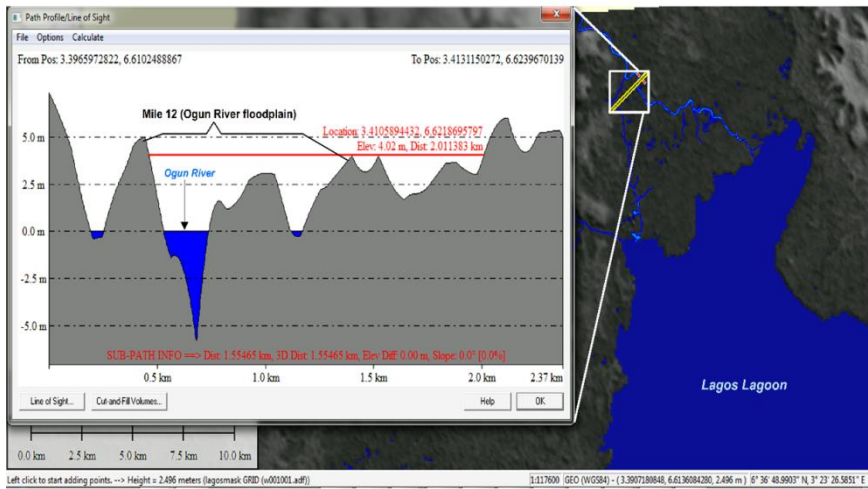 Path Profile/Line of Sight
File Options Calculate
From Pos: 3.3965972822, 6.6102488867 To Pos: 3.4131150272, 6.6239670139
Mile 12 (Ogun River floodplain)
Location: 3.4105894432, 6.6218695797
Elev: 4.02 m, Dist: 2.011383 km
5.0 m
Ogun River
2.5 m
0.0 m
-2.5 m
-5.0 m
SUB-PATH INFO ==> Dist: 1.55465 km, 3D Dist: 1.55465 km, Elev Diff: 0.00 m, Slope: 0.0° [0.0%]
0.5 km 1.0 km 1.5 km 2.0 km 2.37 km
Line of Sight... Cut-and-Fill Volumes... Help OK
Lagos Lagoon
0.0 km 2.5 km 5.0 km 7.5 km 10.0 km
Left click to start adding points. --> Height = 2.496 meters (lagosmask GRID (w001001.adf)) 1:117600 GEO (WGS84) - ( 3.3907180848, 6.6136084280, 2.496 m ) 6° 36' 48.9903" N, 3° 23' 26.5851" E